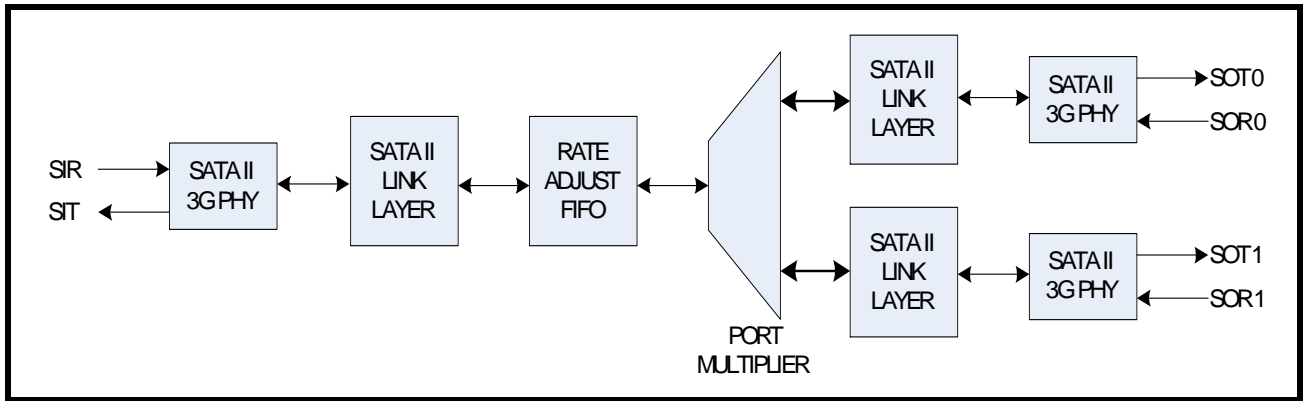 SIR
SIT
SATA II
3G PHY
SATA II
LINK
LAYER
RATE
ADJUST
FIFO
PORT
MULTIPLIER
SATA II
LINK
LAYER
SATA II
3G PHY
SOT0
SOR0
SATA II
LINK
LAYER
SATA II
3G PHY
SOT1
SOR1